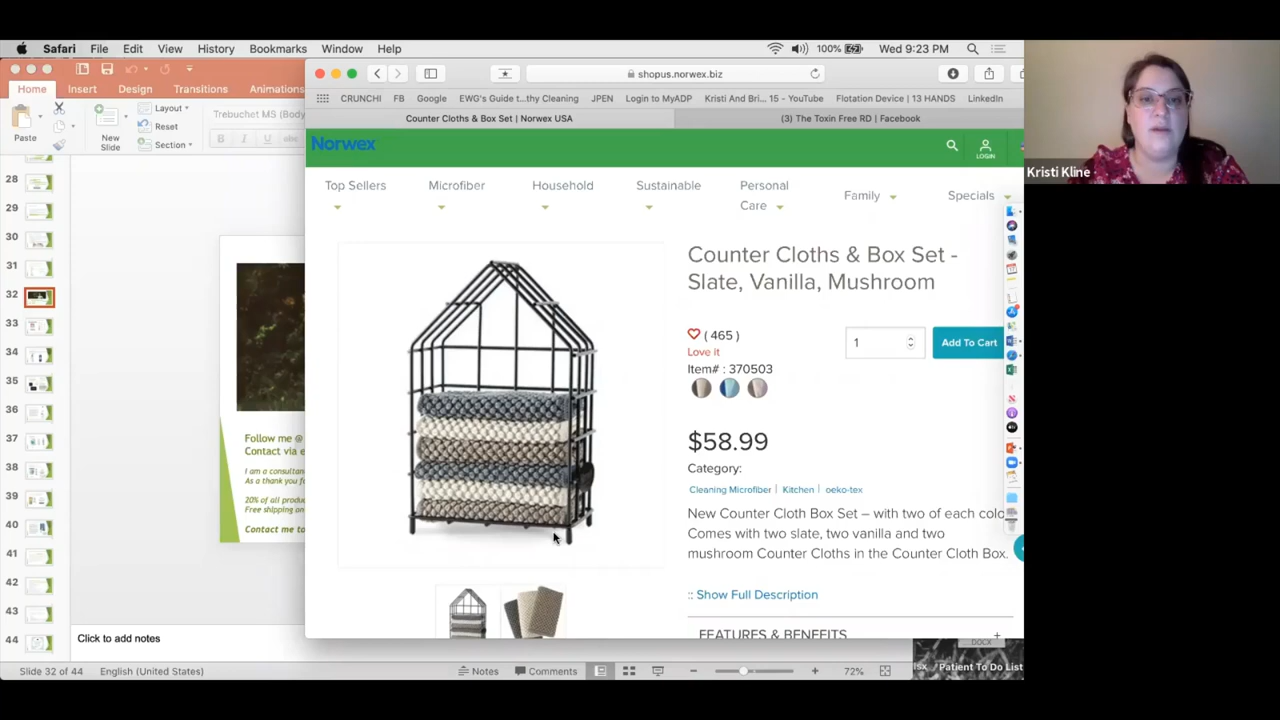 Safari File Edit View History Bookmarks Window Help 100% Wed 9:23 PM
Home Insert Design Transitions Animations
shopus.norwex.biz
CRUNCHI FB Google EWG's Guide t...thy Cleaning JPEN Login to MyADP Kristi And Bri... 15 - YouTube Flotation Device | 13 HANDS LinkedIn
Paste New Slide Layout Reset Section Trebuchet MS (Body
B I U abc
Counter Cloths & Box Set | Norwex USA (3) The Toxin Free RD | Facebook
Norwex LOGIN
Kristi Kline
Top Sellers Microfiber Household Sustainable Personal Care Family Specials
28
29
30
31
32
33
34
35
36
37
38
39
40
41
42
43
44
Follow me @
Contact via e
I am a consulta
As a thank you f
20% of all produ
Free shipping an
Contact me to
Counter Cloths & Box Set -
Slate, Vanilla, Mushroom
( 465 )
Love it
1 Add To Cart
Item# : 370503
$58.99
Category:
Cleaning Microfiber | Kitchen | oeko-tex
New Counter Cloth Box Set – with two of each colo
Comes with two slate, two vanilla and two
mushroom Counter Cloths in the Counter Cloth Box.
:: Show Full Description
FEATURES & BENEFITS +
Click to add notes
DOCX
Patient To Do List
Slide 32 of 44 English (United States) Notes Comments 72%